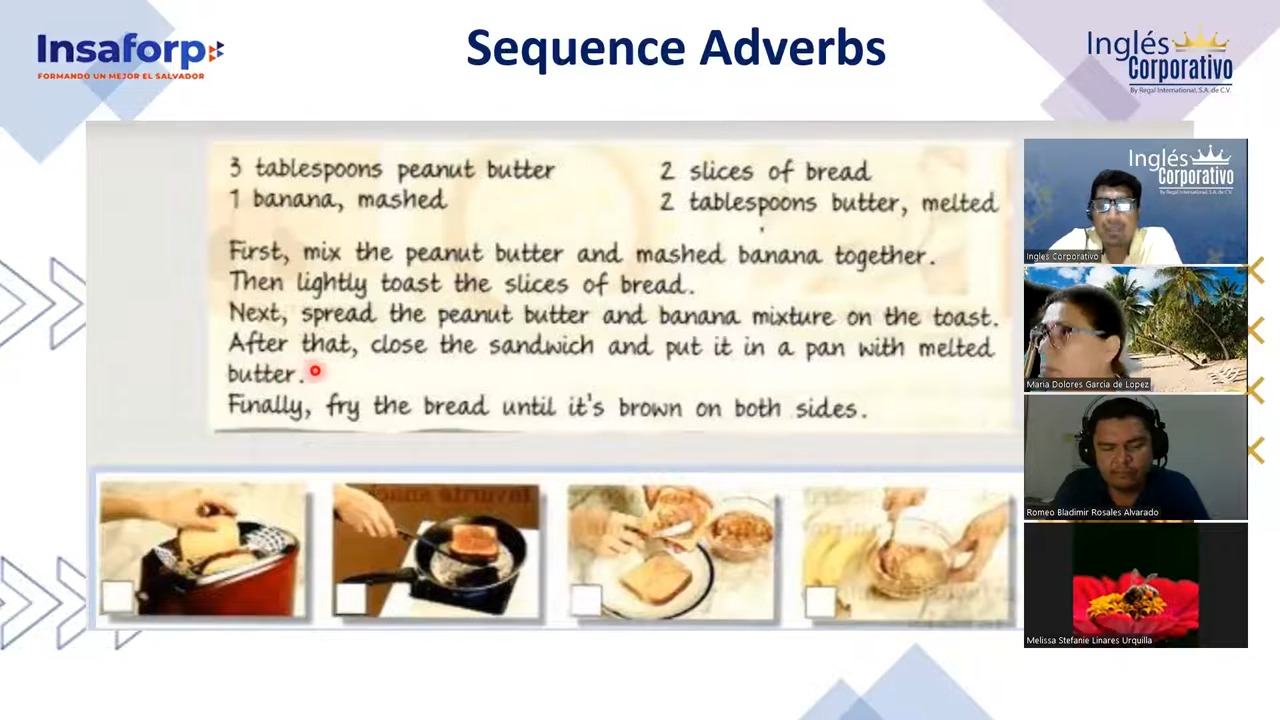 Insaforp
FORMANDO UN MEJOR EL SALVADOR
Sequence Adverbs
Inglés
Corporativo
By Regal International, S.A. de C.V.
3 tablespoons peanut butter
2 slices of bread
1 banana, mashed
2 tablespoons butter, melted
First, mix the peanut butter and mashed banana together.
Then lightly toast the slices of bread.
Next, spread the peanut butter and banana mixture on the toast.
After that, close the sandwich and put it in a pan with melted
butter.
Finally, fry the bread until it's brown on both sides.
Inglés
Corporativo
By Regal International, S.A. de C.V.
Ingles Corporativo
Maria Dolores Garcia de Lopez
Romeo Bladimir Rosales Alvarado
Melissa Stefanie Linares Urquilla